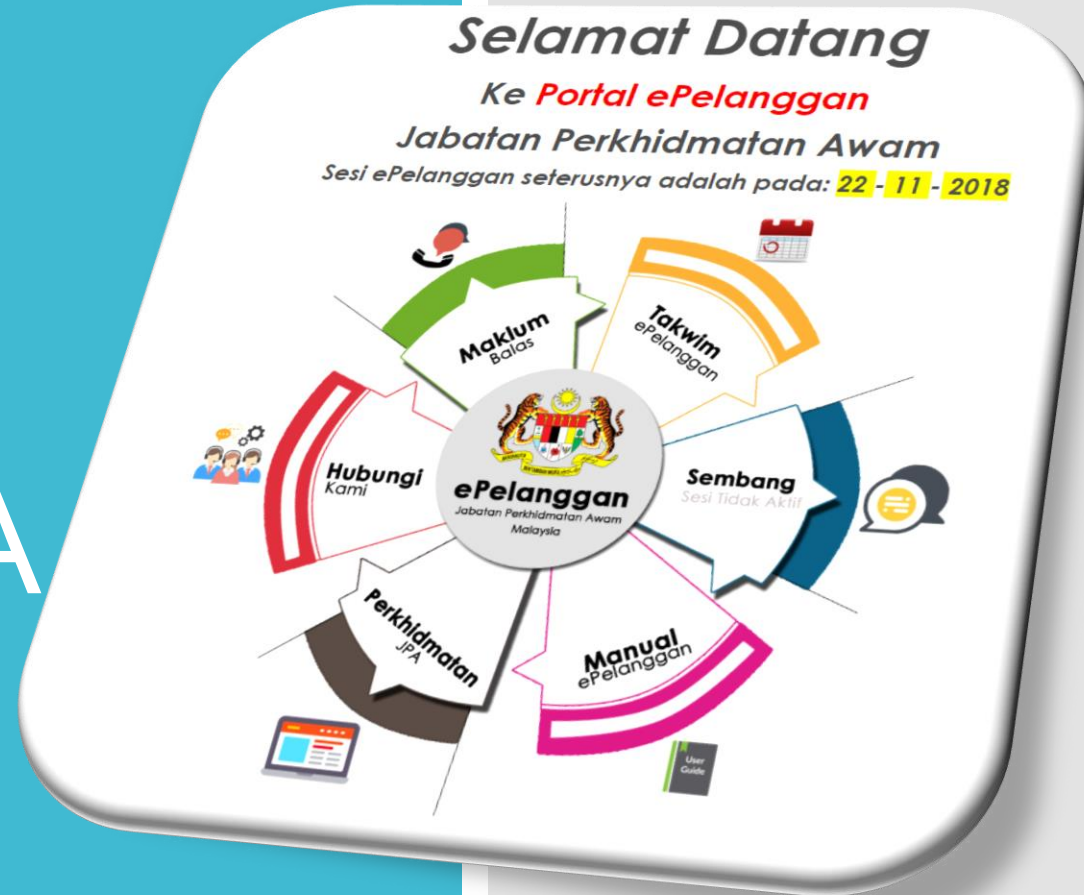 Selamat Datang
Ke Portal ePelanggan
Jabatan Perkhidmatan Awam
Sesi ePelanggan seterusnya adalah pada: 22 - 11 - 2018
Maklum
Balas
Takwim
ePelanggan
Hubungi
Kami
ePelanggan
Jabatan Perkhidmatan Awam
Malaysia
Sembang
Sesi Tidak Aktif
Perkhidmatan
JPA
Manual
ePelanggan
User
Guide
A